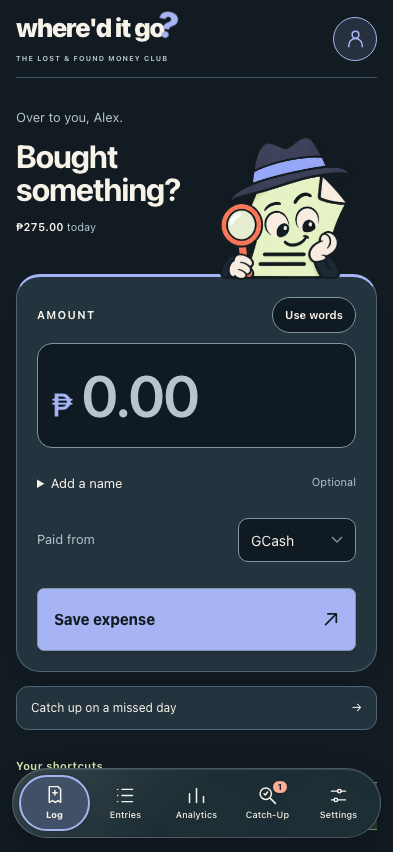 where'd it go?
THE LOST & FOUND MONEY CLUB
Over to you, Alex.
Bought
something?
₱275.00 today
AMOUNT
Use words
₱ 0.00
Add a name
Optional
Paid from
GCash
Save expense
Catch up on a missed day
Your shortcuts
1
Log
Entries
Analytics
Catch-Up
Settings